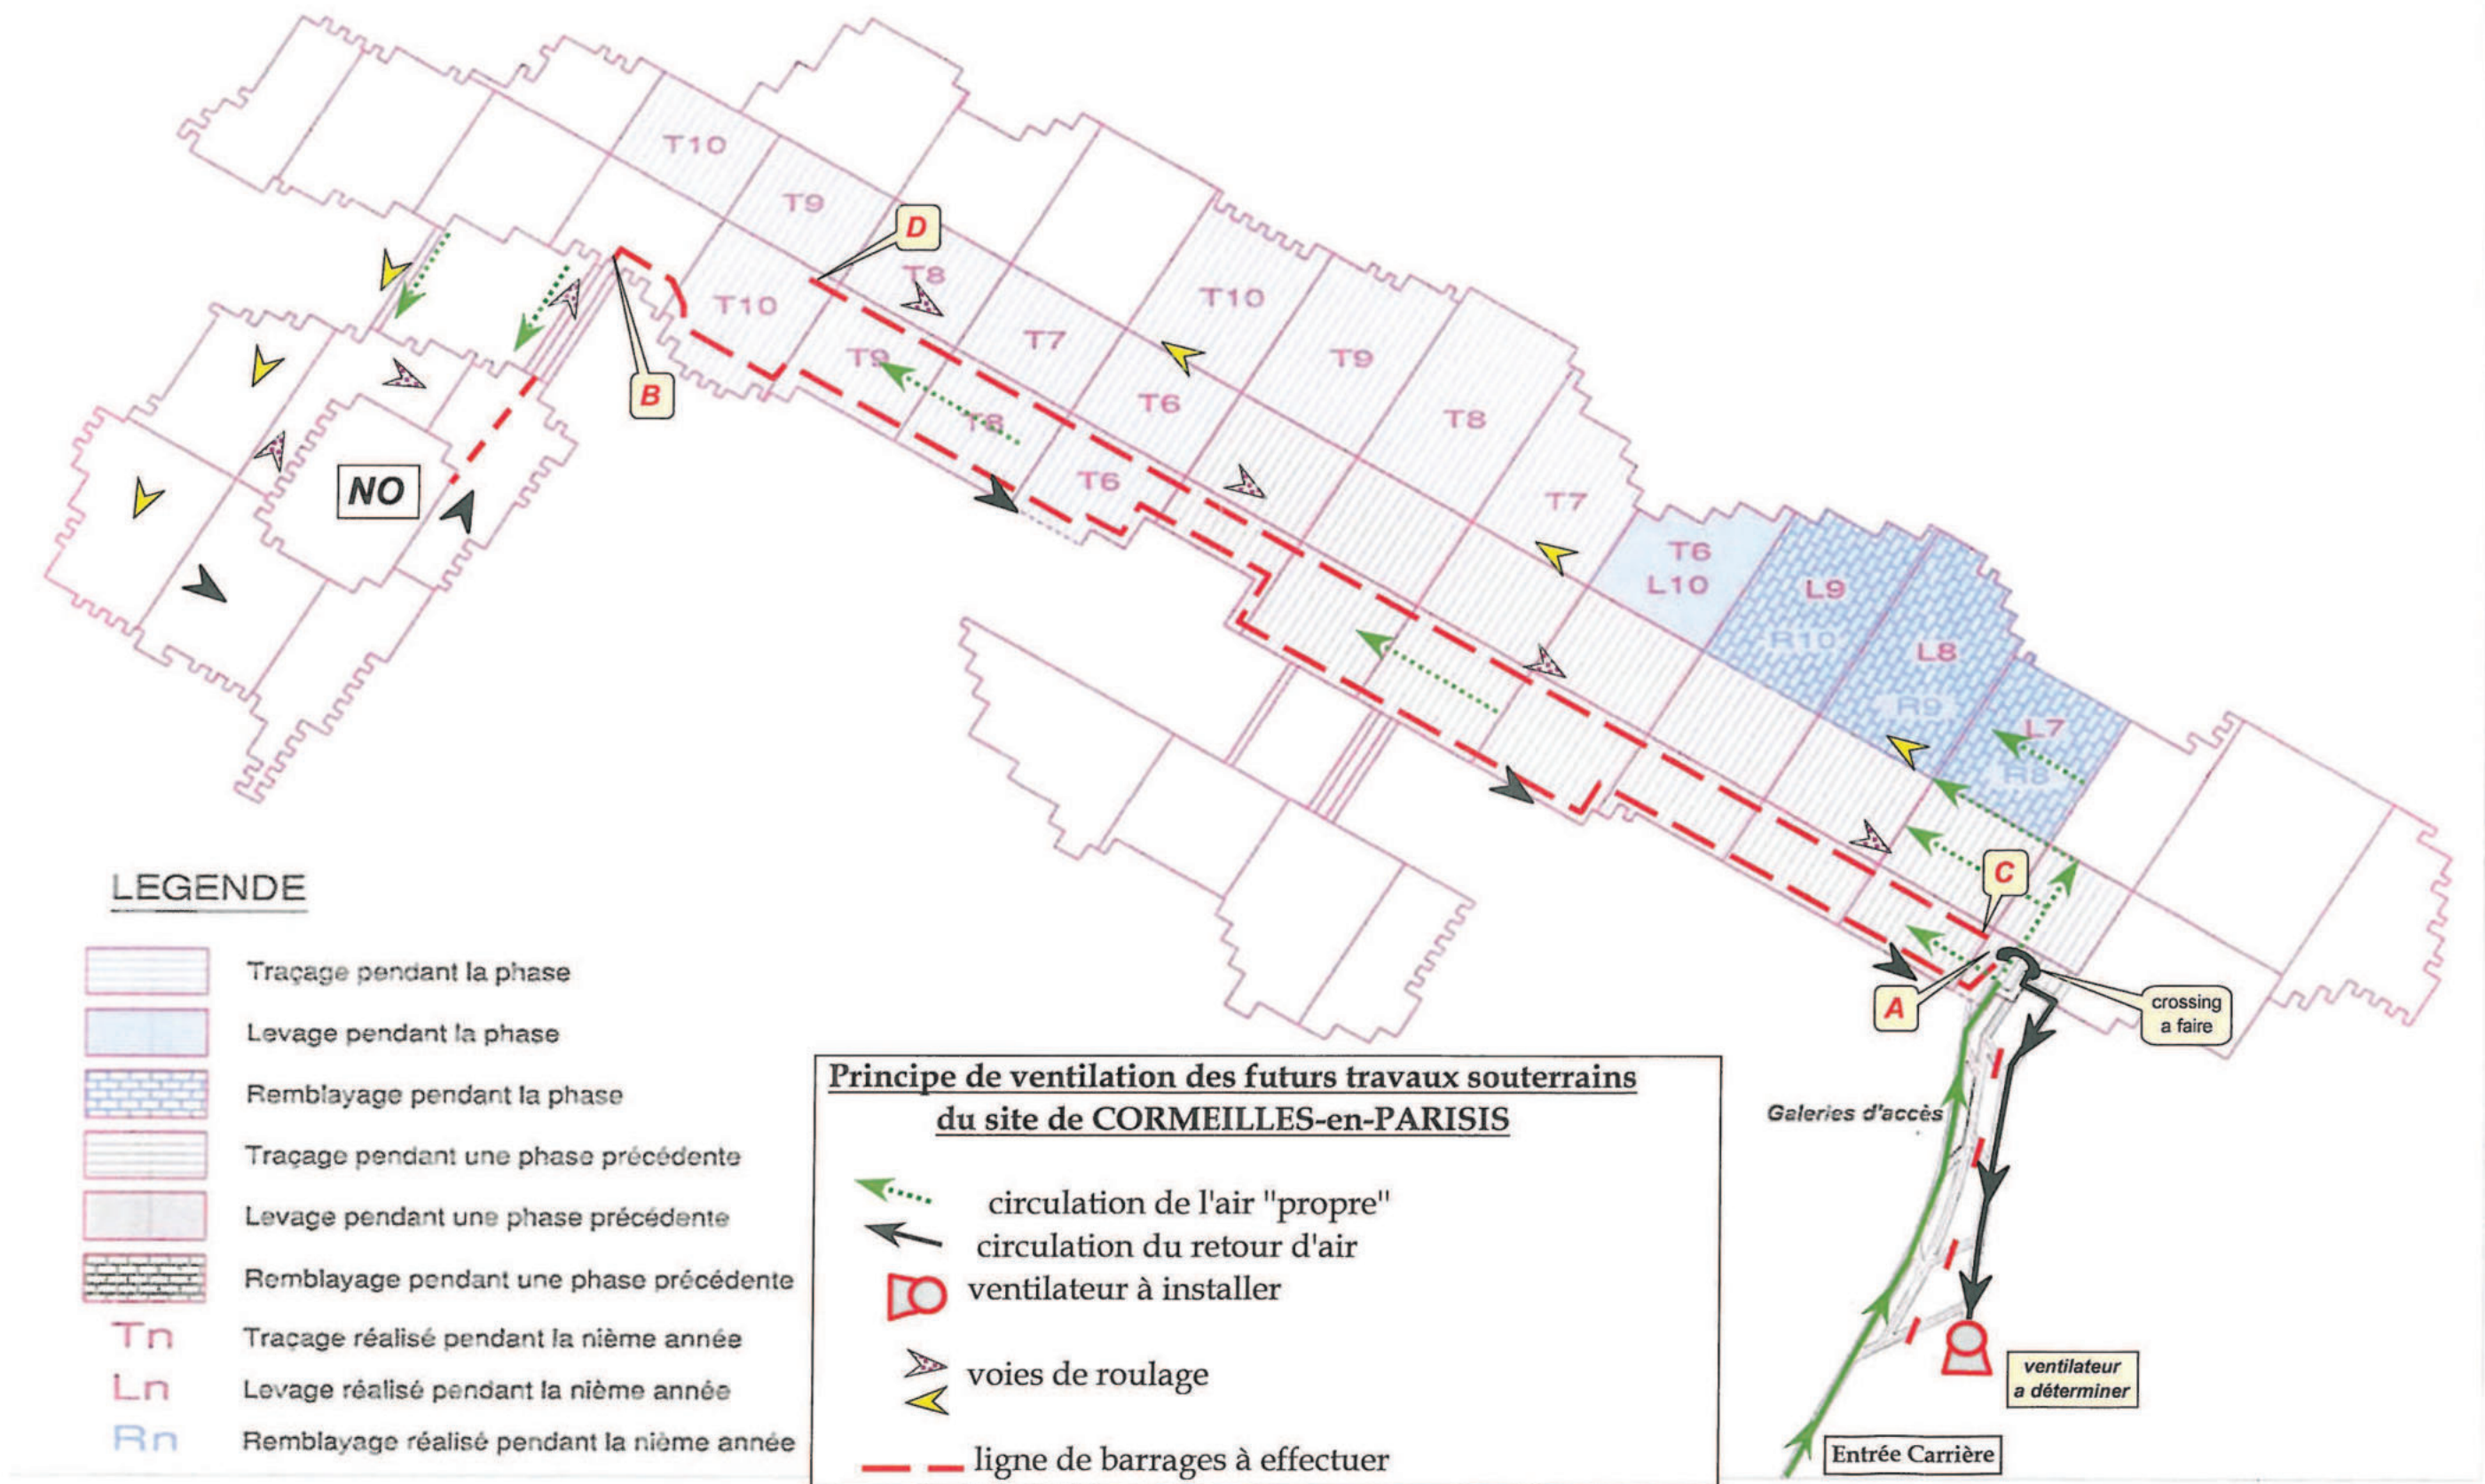 T10
T9
D
T8
T10
T10
T7
T9
T9
B
T6
T8
T8
T6
NO
T7
T6
L10
L9
R10
L8
R9
L7
R8
C
A
crossing
a faire
Galeries d'accès
ventilateur
a déterminer
Entrée Carrière
LEGENDE
Traçage pendant la phase
Levage pendant la phase
Remblayage pendant la phase
Traçage pendant une phase précédente
Levage pendant une phase précédente
Remblayage pendant une phase précédente
Tn Traçage réalisé pendant la nième année
Ln Levage réalisé pendant la nième année
Rn Remblayage réalisé pendant la nième année
Principe de ventilation des futurs travaux souterrains
du site de CORMEILLES-en-PARISIS
circulation de l'air "propre"
circulation du retour d'air
ventilateur à installer
voies de roulage
ligne de barrages à effectuer